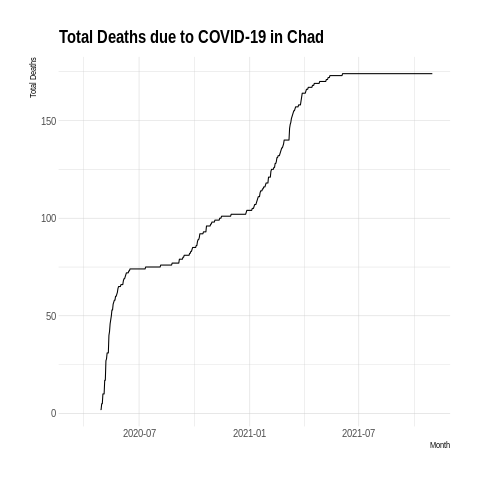 Total Deaths due to COVID-19 in Chad
Total Deaths
150
100
50
0
2020-07
2021-01
2021-07
Month